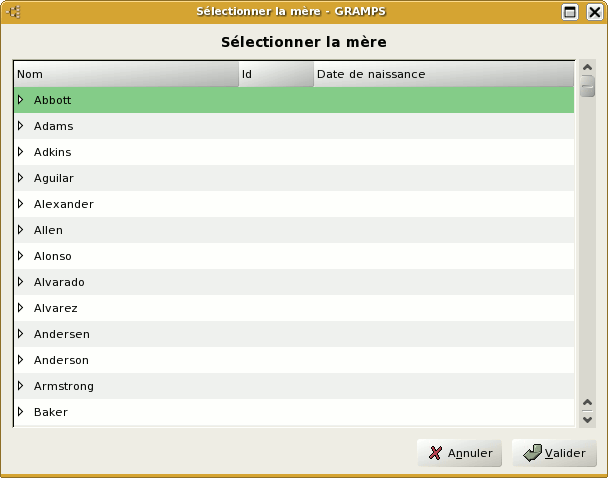 Sélectionner la mère - GRAMPS
Sélectionner la mère
Nom Id Date de naissance
Abbott
Adams
Adkins
Aguilar
Alexander
Allen
Alonso
Alvarado
Alvarez
Andersen
Anderson
Armstrong
Baker
Annuler Valider